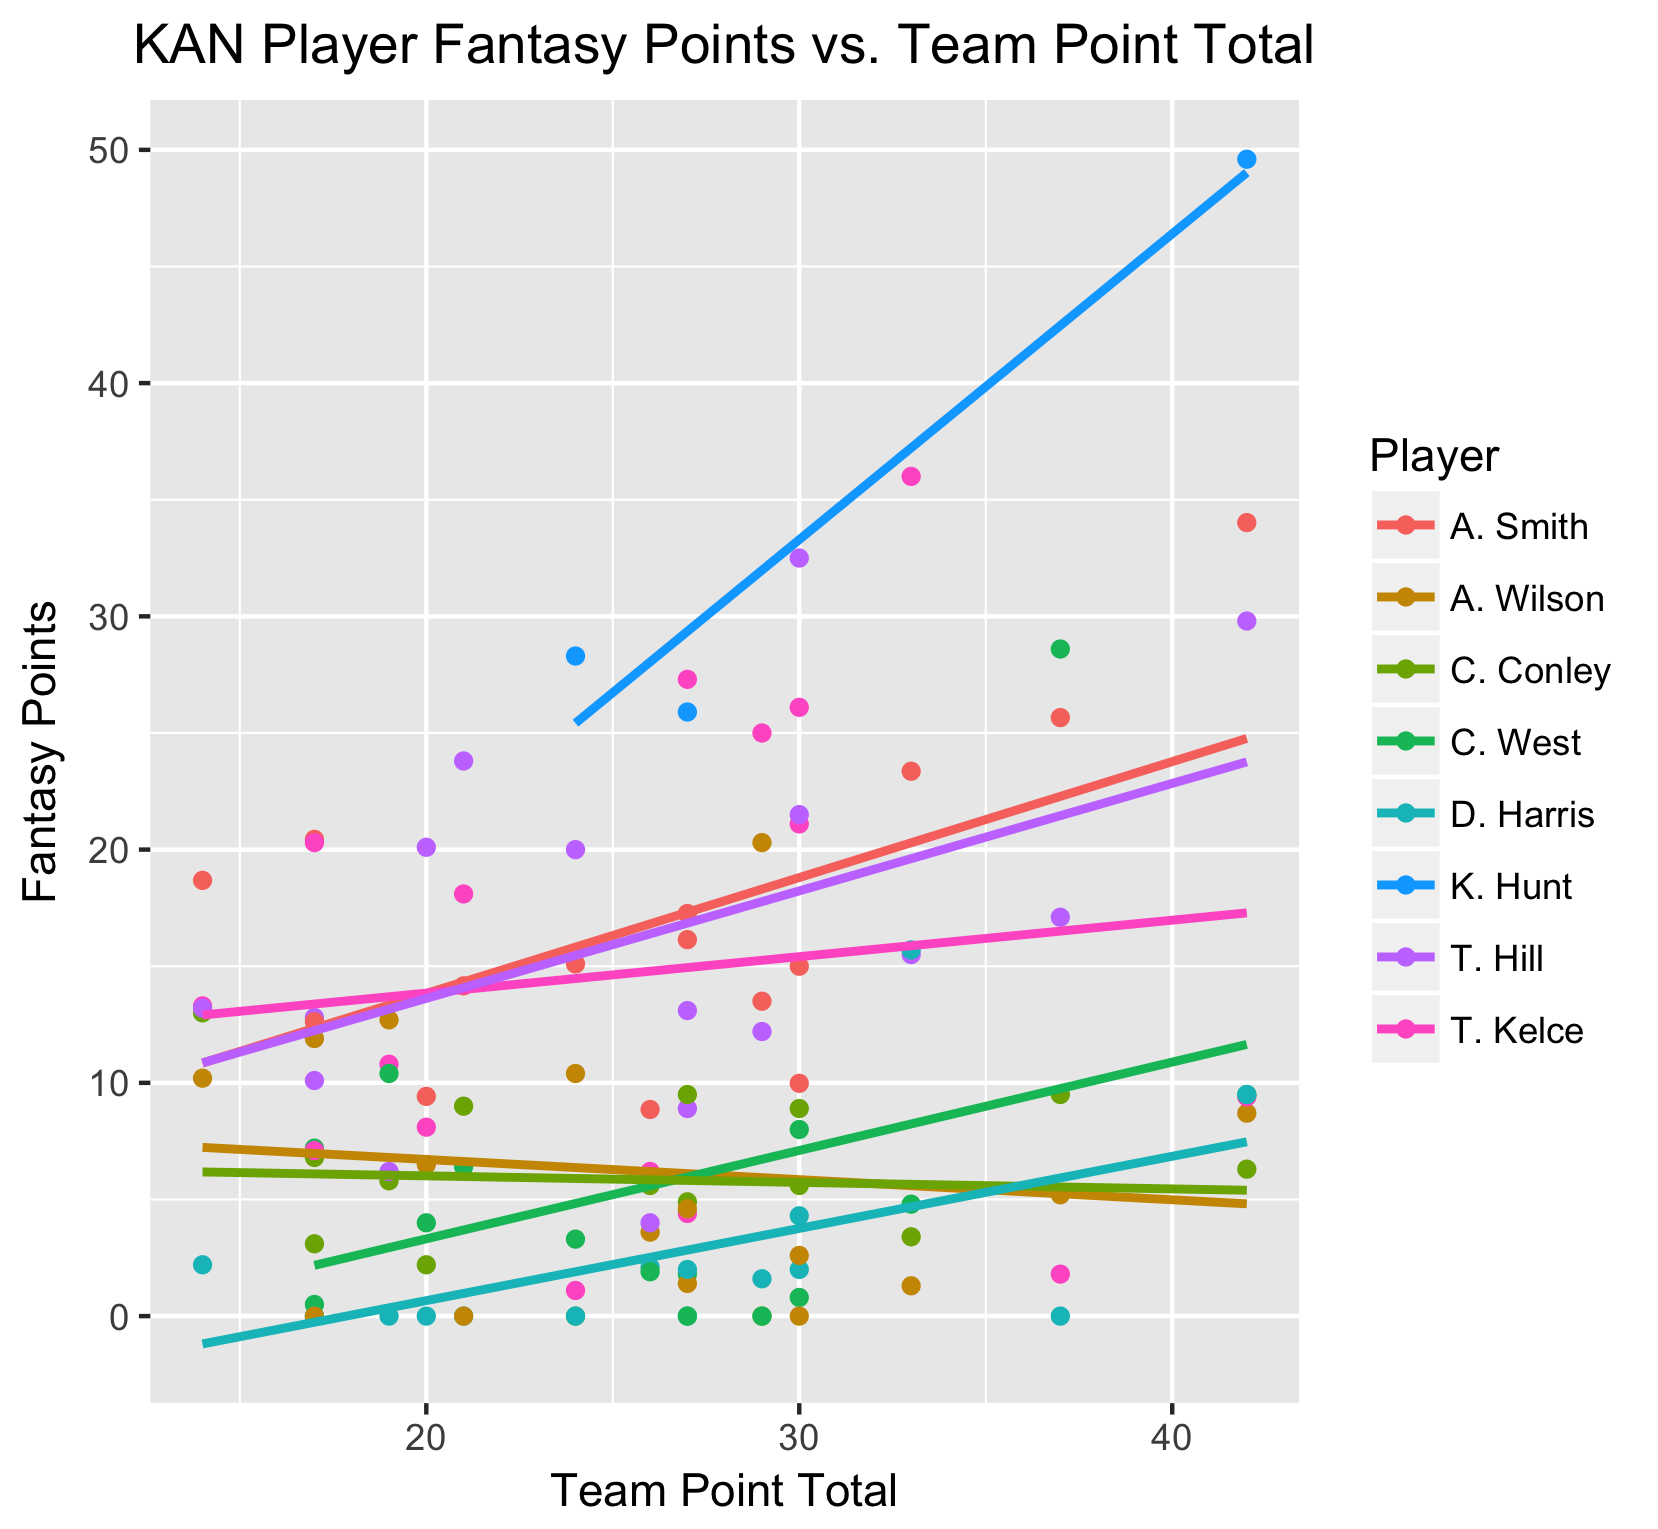 KAN Player Fantasy Points vs. Team Point Total
Fantasy Points
50
40
30
20
10
0
20 30 40
Team Point Total
Player
A. Smith
A. Wilson
C. Conley
C. West
D. Harris
K. Hunt
T. Hill
T. Kelce